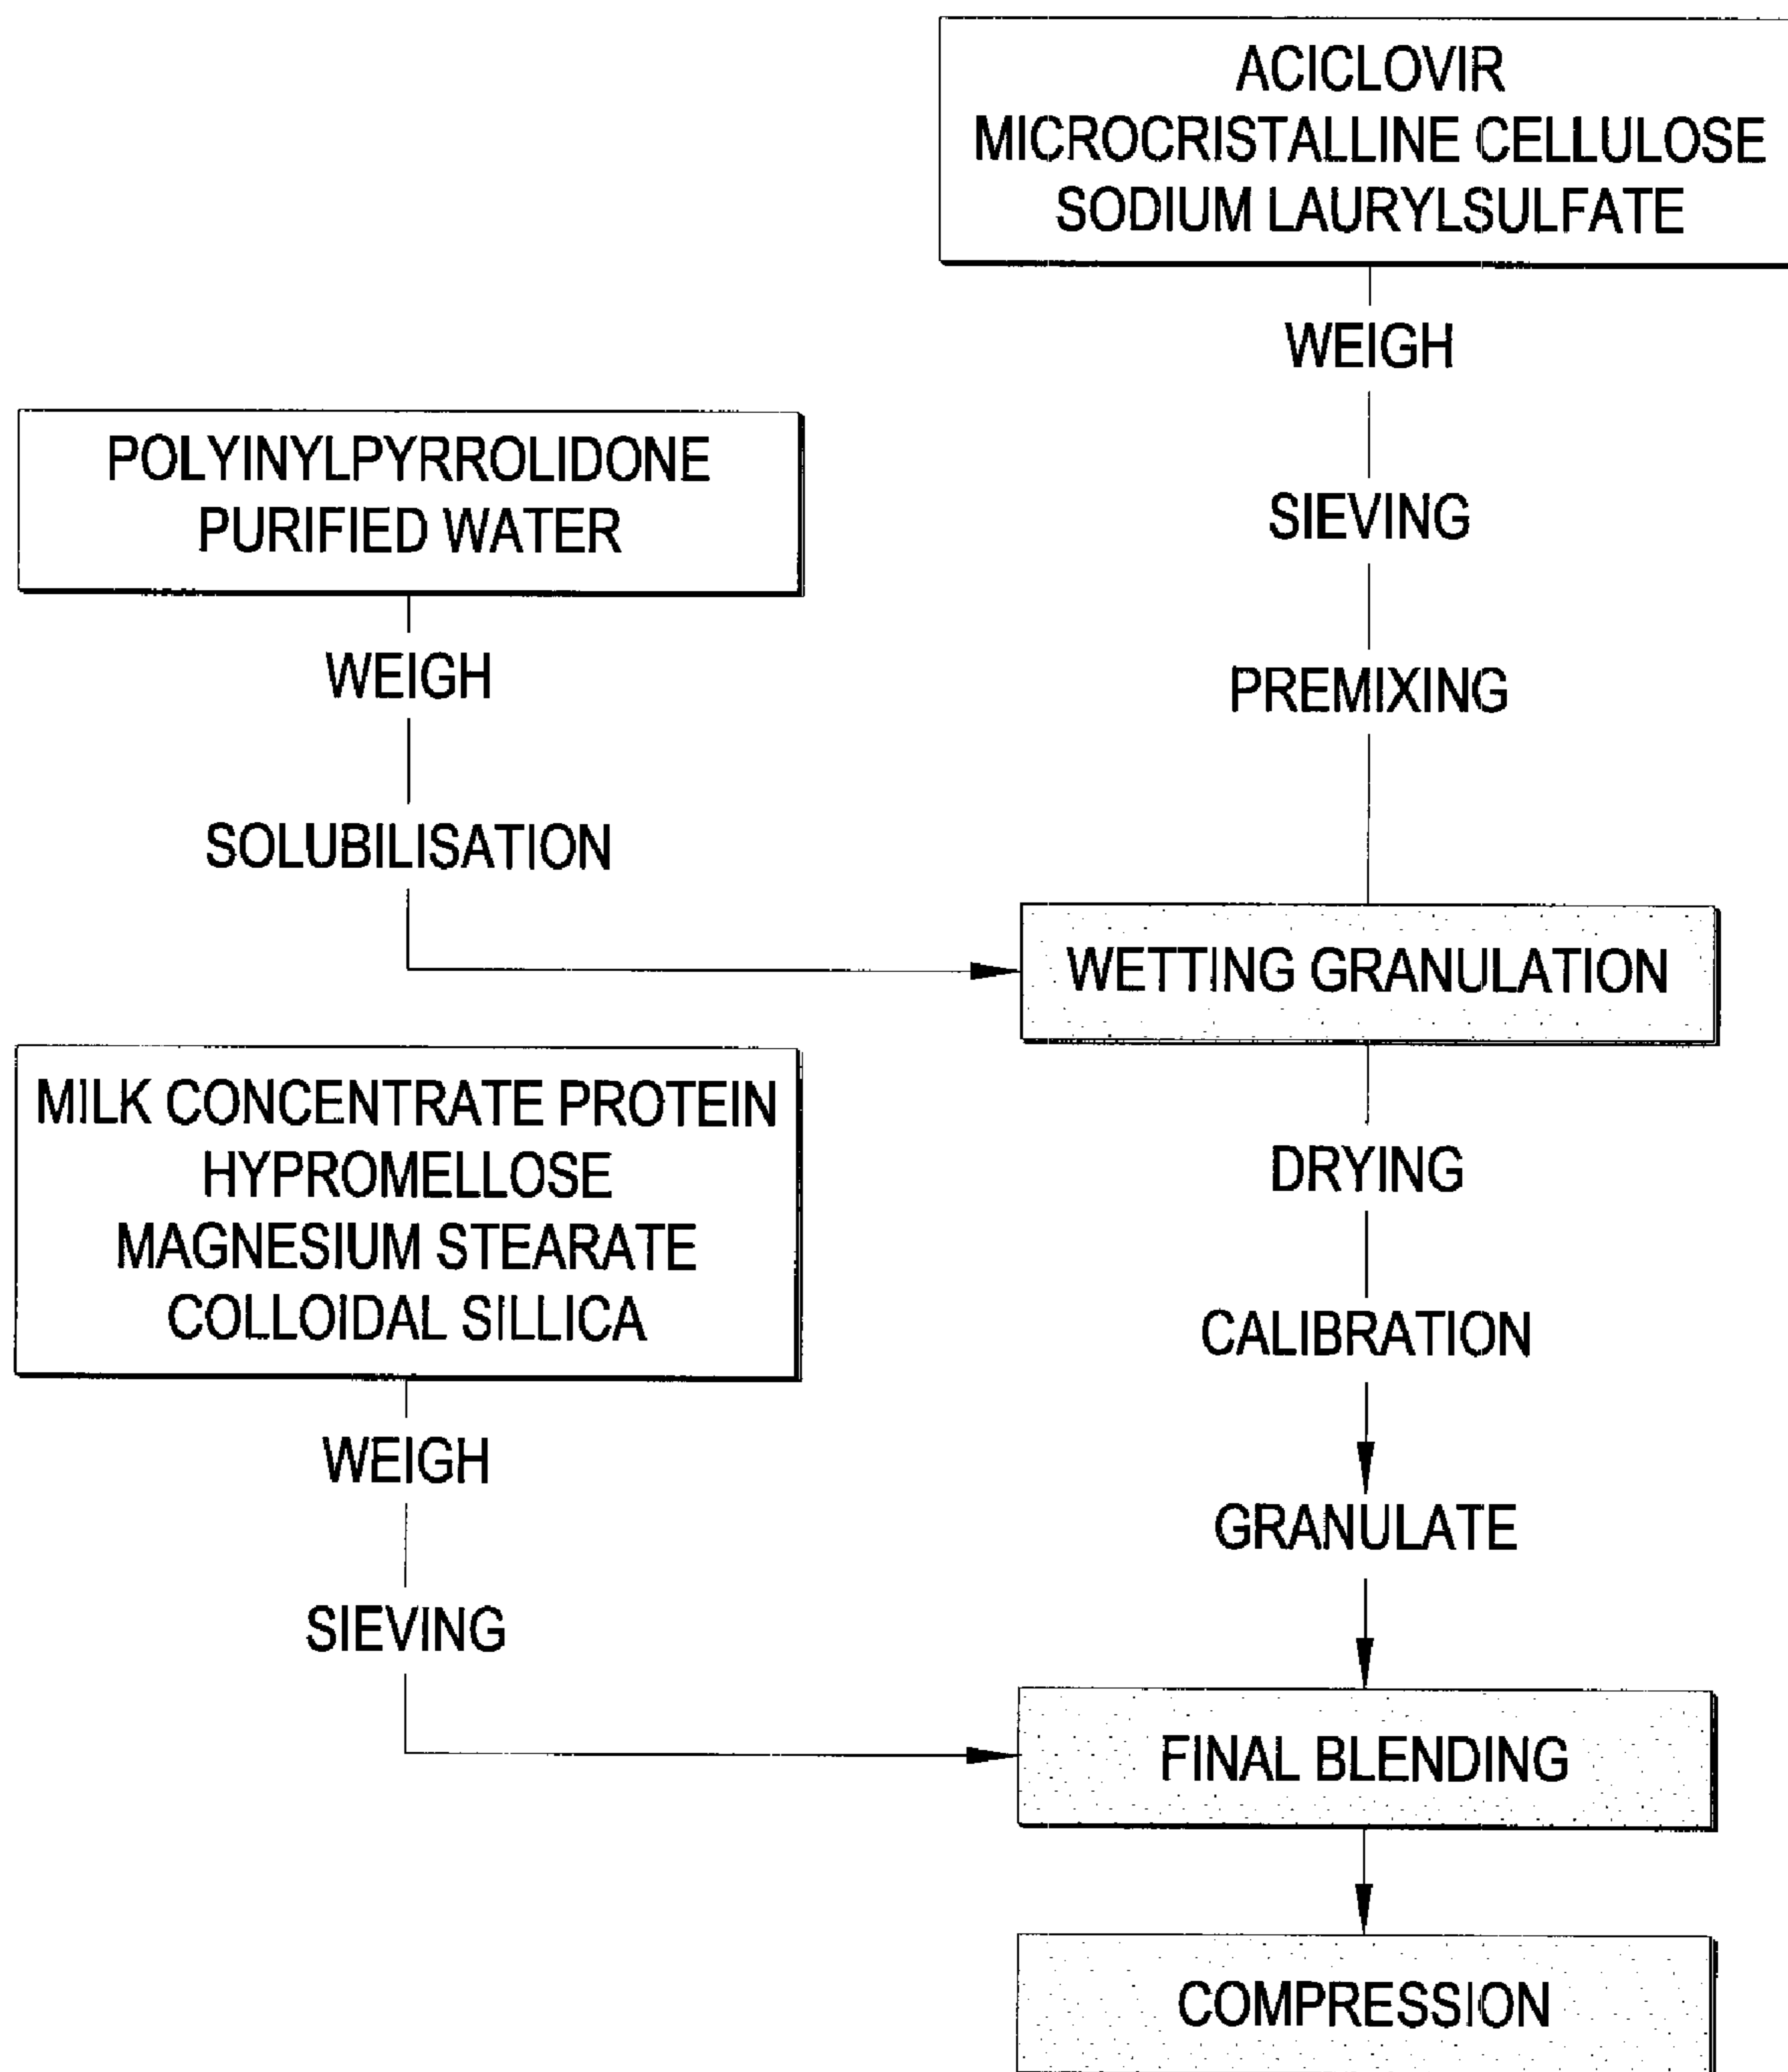 ACICLOVIR
MICROCRISTALLINE CELLULOSE
SODIUM LAURYLSULFATE
WEIGH
SIEVING
PREMIXING
POLYINYLPYRROLIDONE
PURIFIED WATER
WEIGH
SOLUBILISATION
WETTING GRANULATION
DRYING
CALIBRATION
GRANULATE
MILK CONCENTRATE PROTEIN
HYPROMELLOSE
MAGNESIUM STEARATE
COLLOIDAL SILLICA
WEIGH
SIEVING
FINAL BLENDING
COMPRESSION